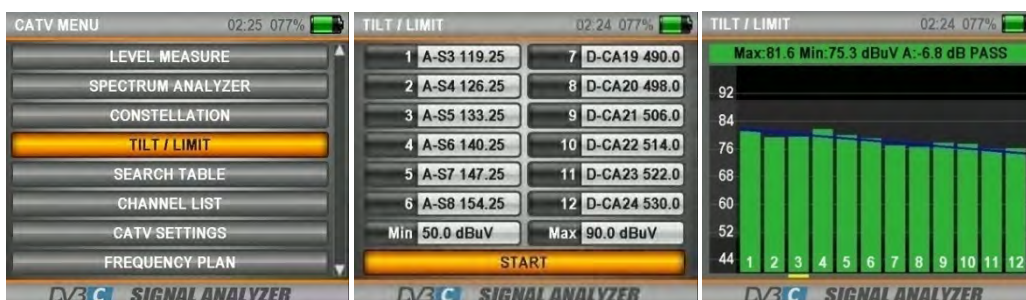 CATV MENU 02:25 077%
LEVEL MEASURE
SPECTRUM ANALYZER
CONSTELLATION
TILT / LIMIT
SEARCH TABLE
CHANNEL LIST
CATV SETTINGS
FREQUENCY PLAN
DVB C SIGNAL ANALYZER
TILT / LIMIT 02:24 077%
1 A-S3 119.25 7 D-CA19 490.0
2 A-S4 126.25 8 D-CA20 498.0
3 A-S5 133.25 9 D-CA21 506.0
4 A-S6 140.25 10 D-CA22 514.0
5 A-S7 147.25 11 D-CA23 522.0
6 A-S8 154.25 12 D-CA24 530.0
Min 50.0 dBuV Max 90.0 dBuV
START
DVB C SIGNAL ANALYZER
TILT / LIMIT 02:24 077%
Max:81.6 Min:75.3 dBuV A:-6.8 dB PASS
92
84
76
68
60
52
44 1 2 3 4 5 6 7 8 9 10 11 12
DVB C SIGNAL ANALYZER